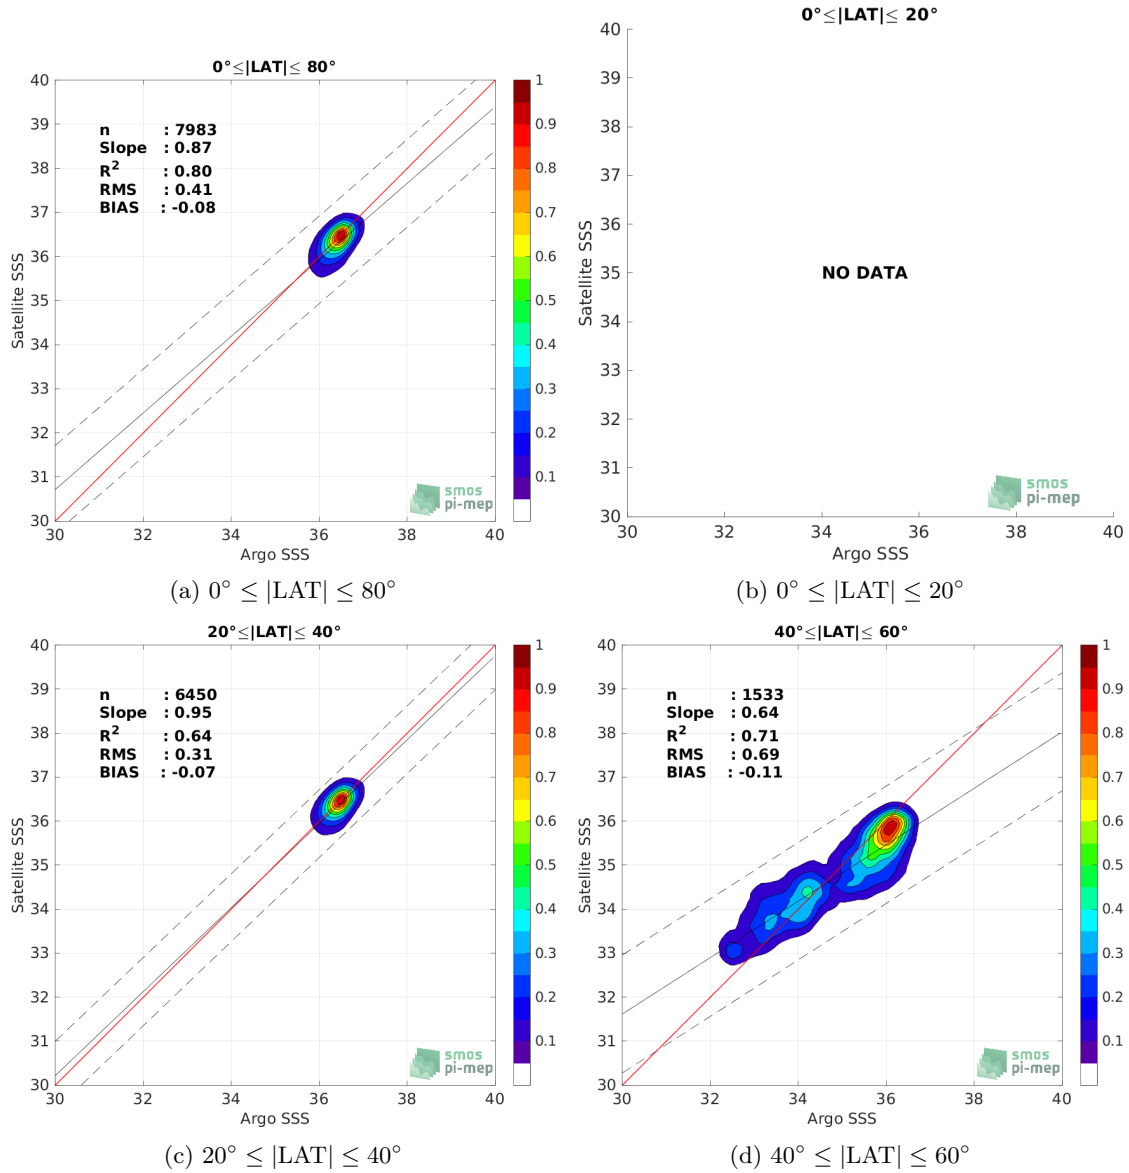 0°≤|LAT|≤ 80°
40
39
38
37
36
35
34
33
32
31
30
Satellite SSS
n : 7983
Slope : 0.87
R² : 0.80
RMS : 0.41
BIAS : -0.08
smos
pi-mep
30 32 34 36 38 40
Argo SSS
1
0.9
0.8
0.7
0.6
0.5
0.4
0.3
0.2
0.1
(a) 0° ≤ |LAT| ≤ 80°
0°≤|LAT|≤ 20°
40
39
38
37
36
35
34
33
32
31
30
Satellite SSS
NO DATA
smos
pi-mep
30 32 34 36 38 40
Argo SSS
(b) 0° ≤ |LAT| ≤ 20°
20°≤|LAT|≤ 40°
40
39
38
37
36
35
34
33
32
31
30
Satellite SSS
n : 6450
Slope : 0.95
R² : 0.64
RMS : 0.31
BIAS : -0.07
smos
pi-mep
30 32 34 36 38 40
Argo SSS
1
0.9
0.8
0.7
0.6
0.5
0.4
0.3
0.2
0.1
(c) 20° ≤ |LAT| ≤ 40°
40°≤|LAT|≤ 60°
40
39
38
37
36
35
34
33
32
31
30
Satellite SSS
n : 1533
Slope : 0.64
R² : 0.71
RMS : 0.69
BIAS : -0.11
smos
pi-mep
30 32 34 36 38 40
Argo SSS
1
0.9
0.8
0.7
0.6
0.5
0.4
0.3
0.2
0.1
(d) 40° ≤ |LAT| ≤ 60°